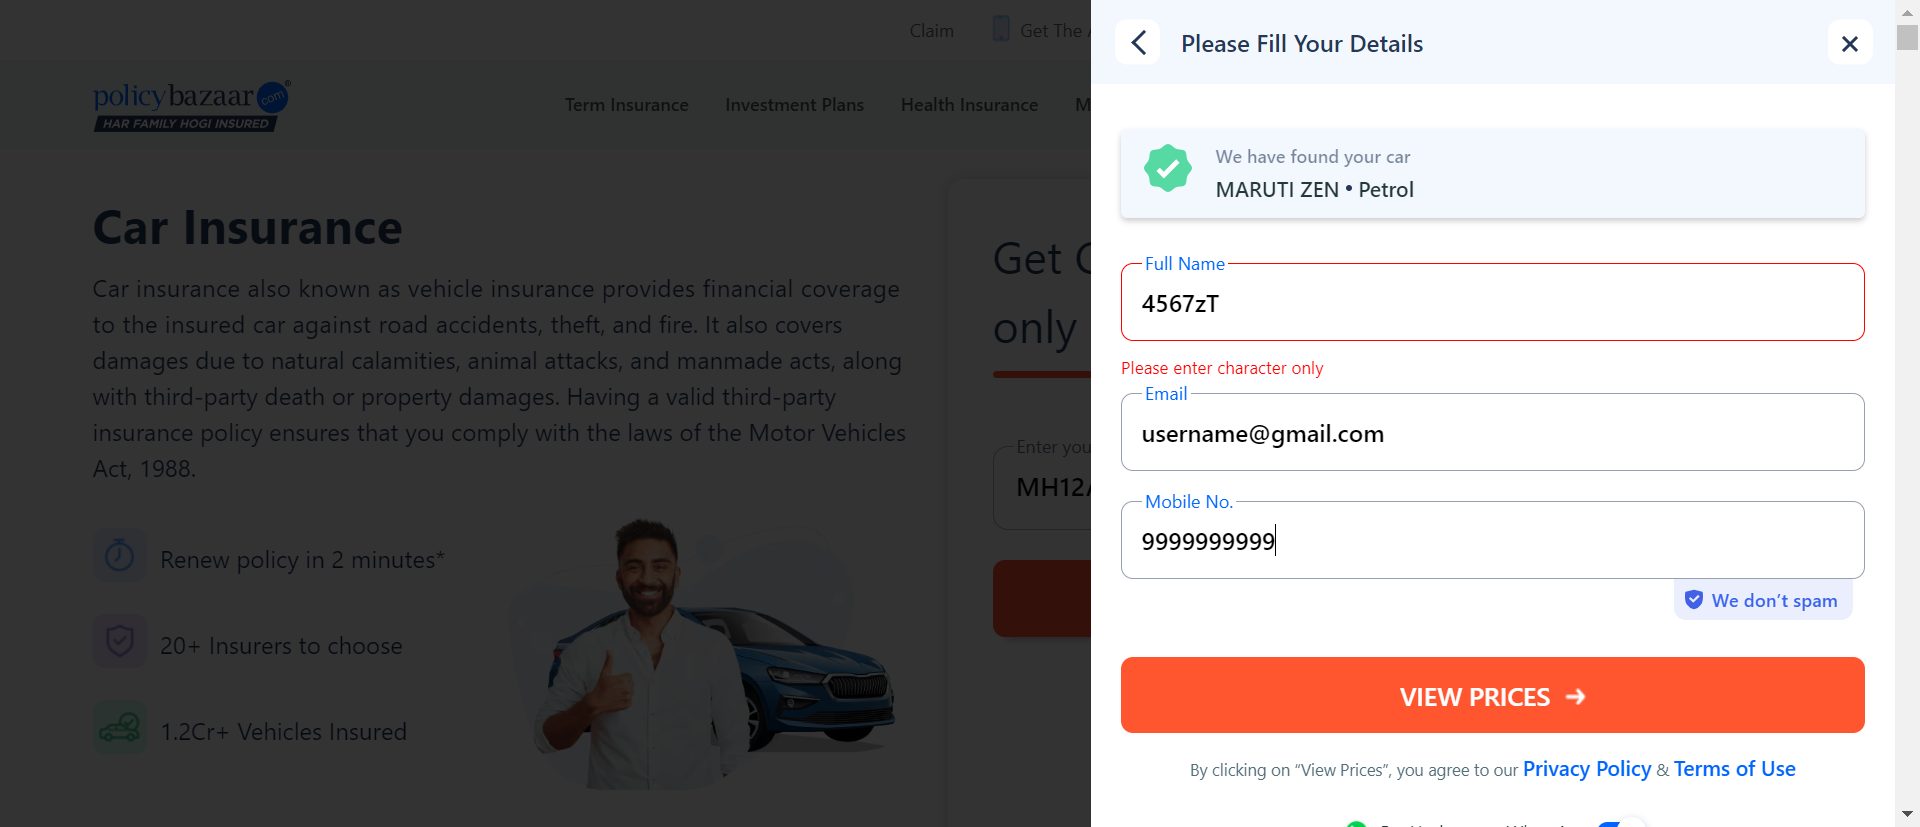 Claim
Get The
policybazaar.com®
HAR FAMILY HOGI INSURED
Term Insurance
Investment Plans
Health Insurance
Car Insurance
Car insurance also known as vehicle insurance provides financial coverage
to the insured car against road accidents, theft, and fire. It also covers
damages due to natural calamities, animal attacks, and manmade acts, along
with third-party death or property damages. Having a valid third-party
insurance policy ensures that you comply with the laws of the Motor Vehicles
Act, 1988.
Renew policy in 2 minutes*
20+ Insurers to choose
1.2Cr+ Vehicles Insured
Get
only
Enter you
MH12
Please Fill Your Details
We have found your car
MARUTI ZEN • Petrol
Full Name
4567zT
Please enter character only
Email
username@gmail.com
Mobile No.
9999999999
We don’t spam
VIEW PRICES
By clicking on “View Prices”, you agree to our Privacy Policy & Terms of Use